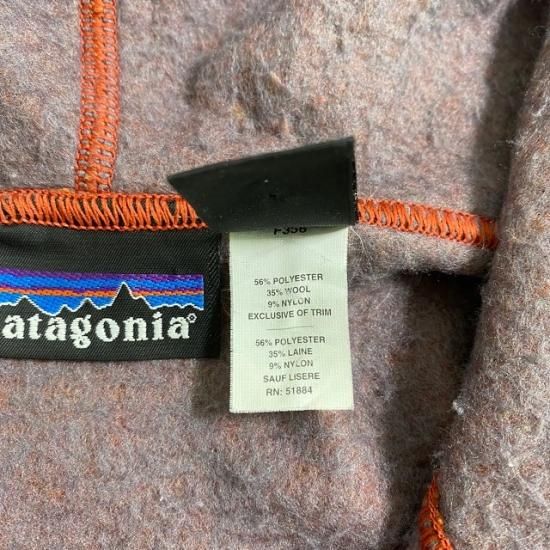 atagonia®
56% POLYESTER
35% WOOL
9% NYLON
EXCLUSIVE OF TRIM
56% POLYESTER
35% LAINE
9% NYLON
SAUF LISERE
RN: 51884